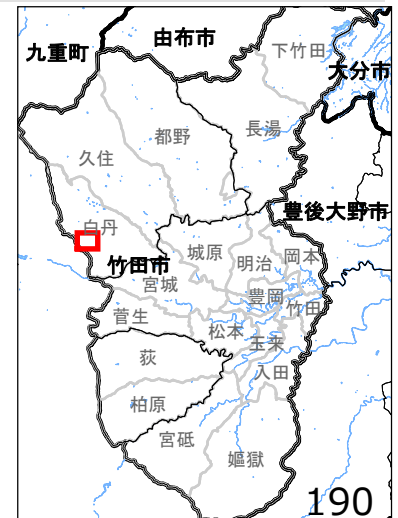 由布市
九重町
下竹田
大分市
都野
長湯
久住
豊後大野市
白丹
竹田市
城原
明治
岡本
宮城
豊岡
竹田
菅生
松本
玉来
荻
入田
柏原
宮砥
嫗獄
190